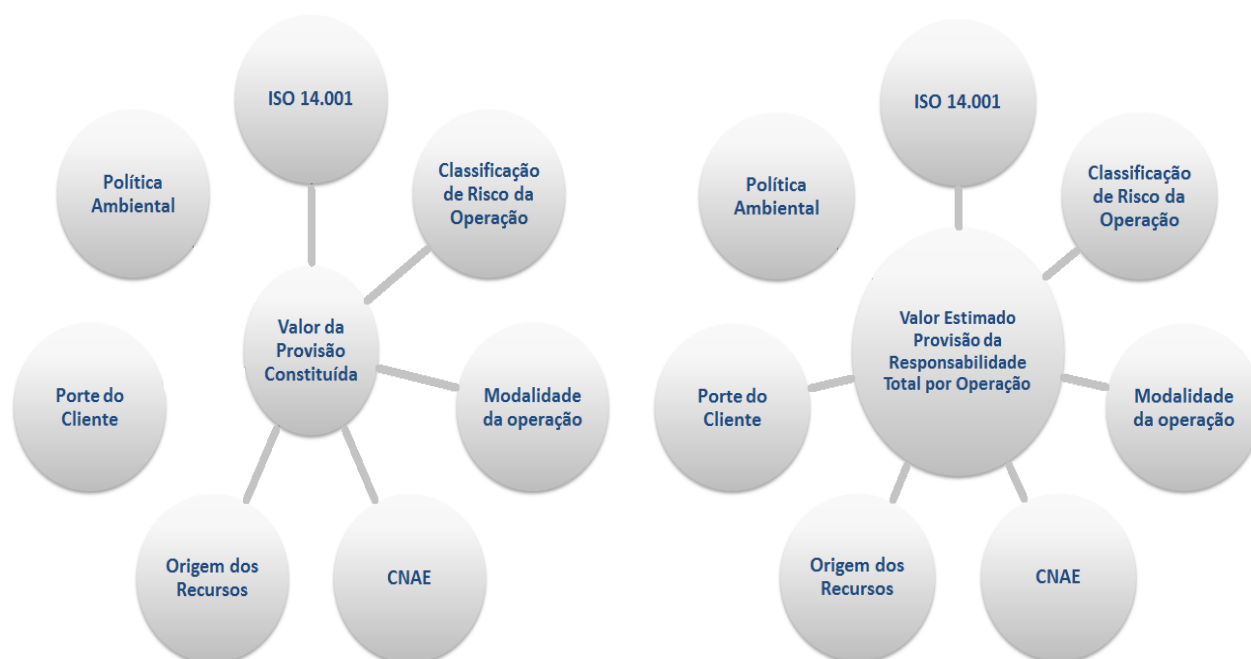 ISO 14.001
Política
Ambiental
Classificação
de Risco da
Operação
Valor da
Provisão
Constituída
Porte do
Cliente
Modalidade
da operação
Origem dos
Recursos
CNAE
ISO 14.001
Política
Ambiental
Classificação
de Risco da
Operação
Valor Estimado
Provisão da
Responsabilidade
Total por Operação
Porte do
Cliente
Modalidade
da operação
Origem dos
Recursos
CNAE